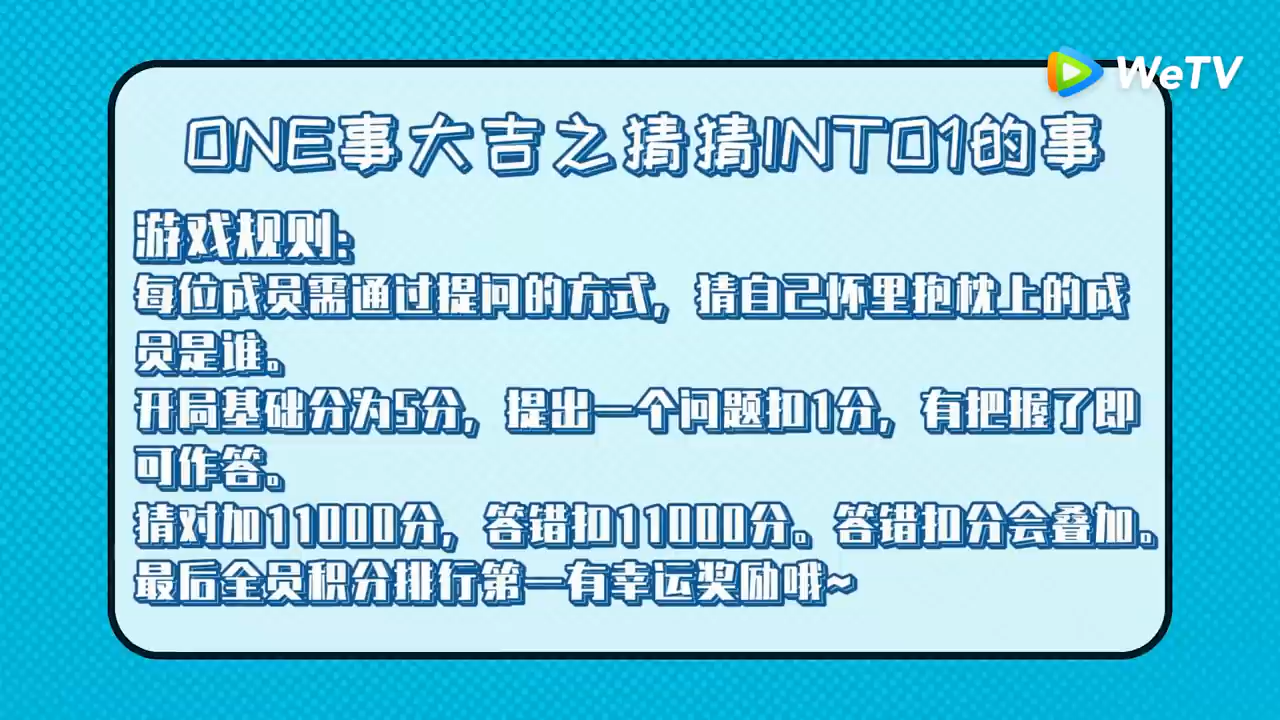 WeTV
ONE事大吉之猜猜INTO1的事
游戏规则:
每位成员需通过提问的方式，猜自己怀里抱枕上的成
员是谁。
开局基础分为5分，提出一个问题扣1分，有把握了即
可作答。
猜对加11000分，答错扣11000分。答错扣分会叠加。
最后全员积分排行第一有幸运奖励哦~